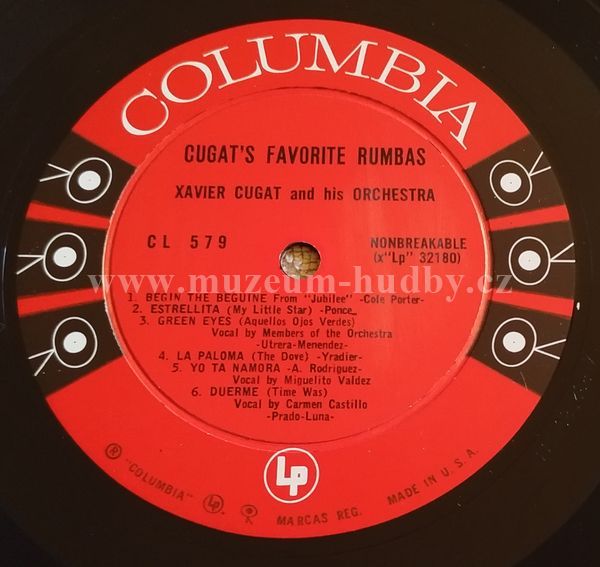 COLUMBIA
CUGAT'S FAVORITE RUMBAS
XAVIER CUGAT and his ORCHESTRA
CL 579
NONBREAKABLE
(x"Lp" 32180)
www.muzeum-hudby.cz
1. BEGIN THE BEGUINE From "Jubilee" -Cole Porter-
2. ESTRELLITA (My Little Star) -Ponce_
3. GREEN EYES (Aquellos Ojos Verdes)
Vocal by Members of the Orchestra
-Utrera-Menendez-
4. LA PALOMA (The Dove) -Yradier-
5. YO TA NAMORA -A. Rodriguez-
Vocal by Miguelito Valdez
6. DUERME (Time Was)
Vocal by Carmen Castillo
-Prado-Luna-
Lp
® "COLUMBIA" Lp MARCAS REG. MADE IN U.S.A.